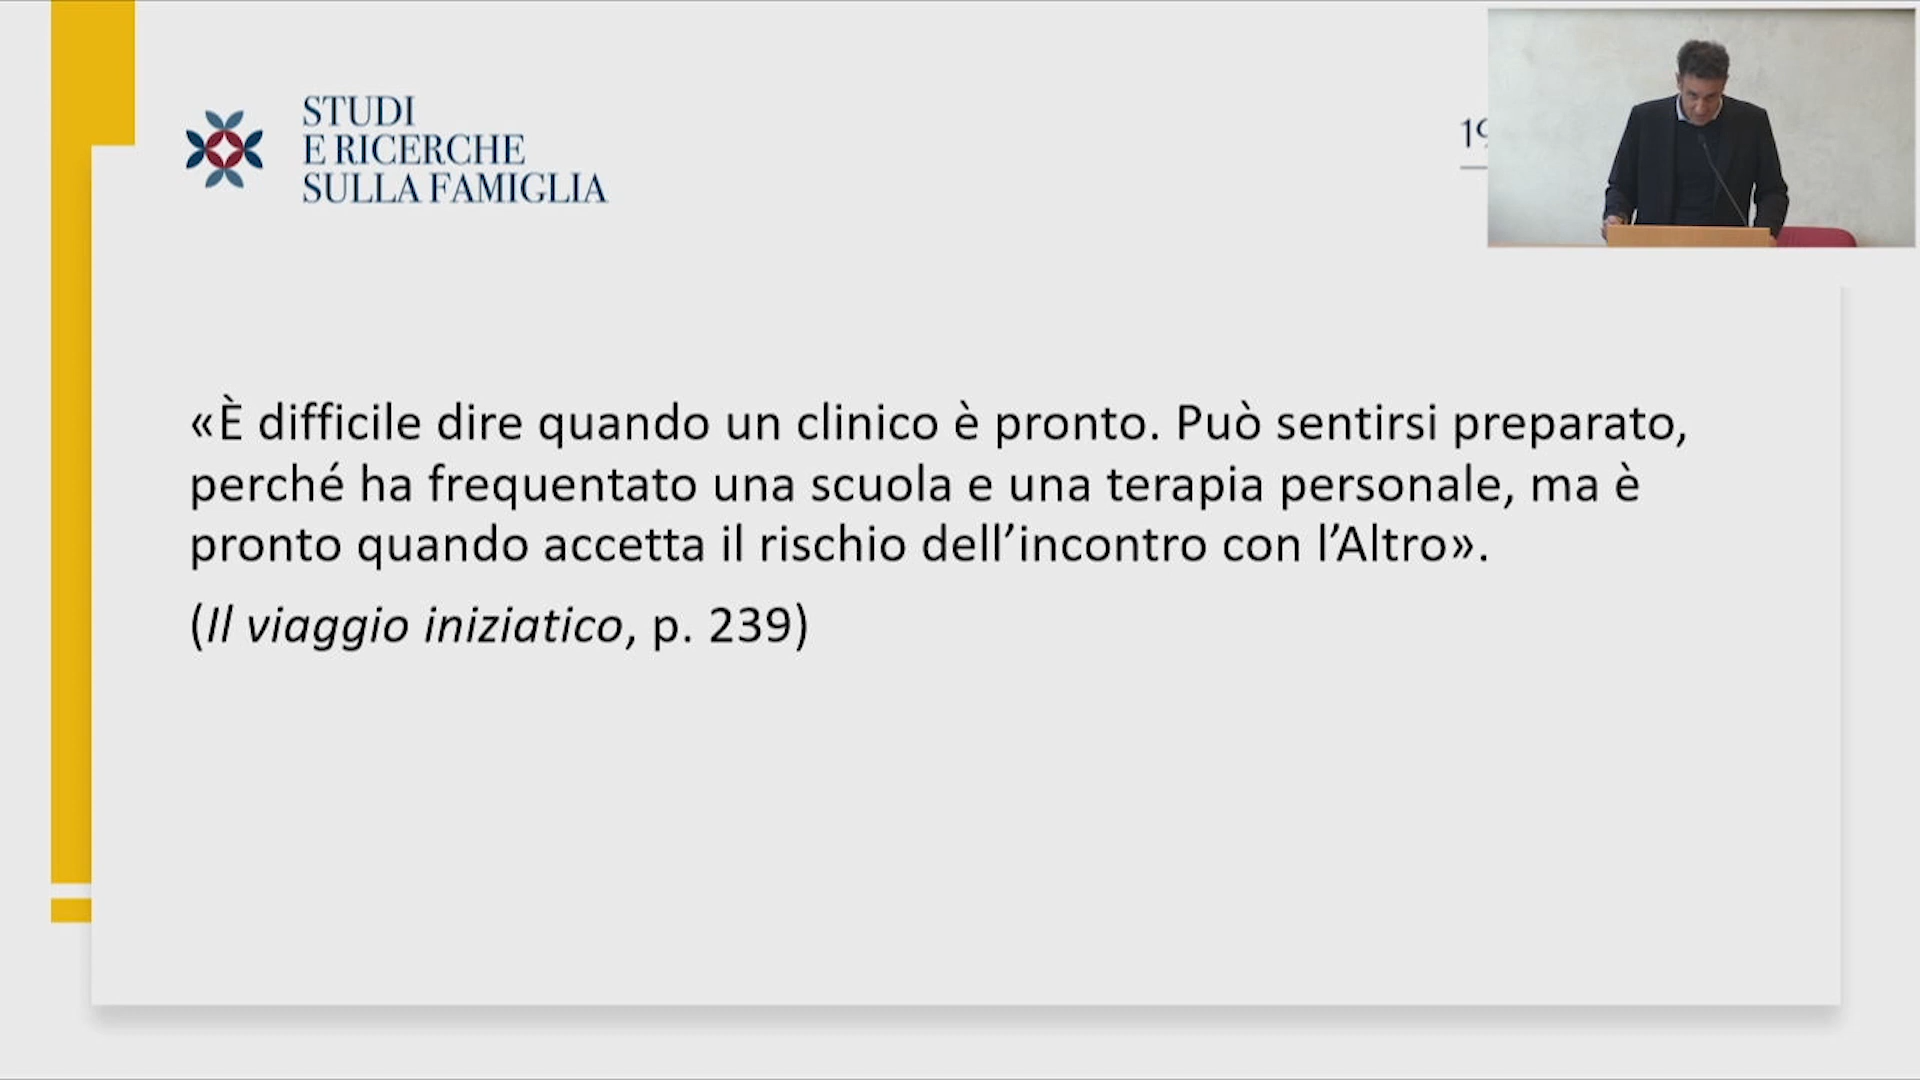 STUDI
E RICERCHE
SULLA FAMIGLIA
19
«È difficile dire quando un clinico è pronto. Può sentirsi preparato,
perché ha frequentato una scuola e una terapia personale, ma è
pronto quando accetta il rischio dell’incontro con l’Altro».
(Il viaggio iniziatico, p. 239)